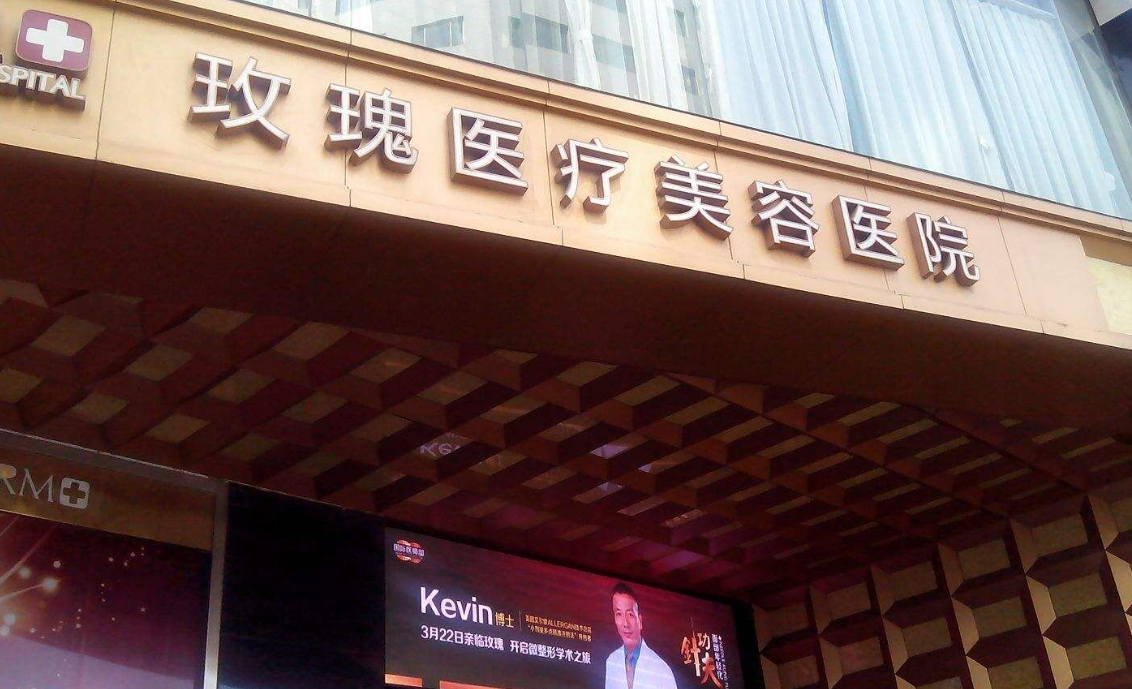 SPITAL
玫瑰医疗美容医院
RM
Kevin博士
3月22日亲临玫瑰 开启微整形学术之旅
针功夫